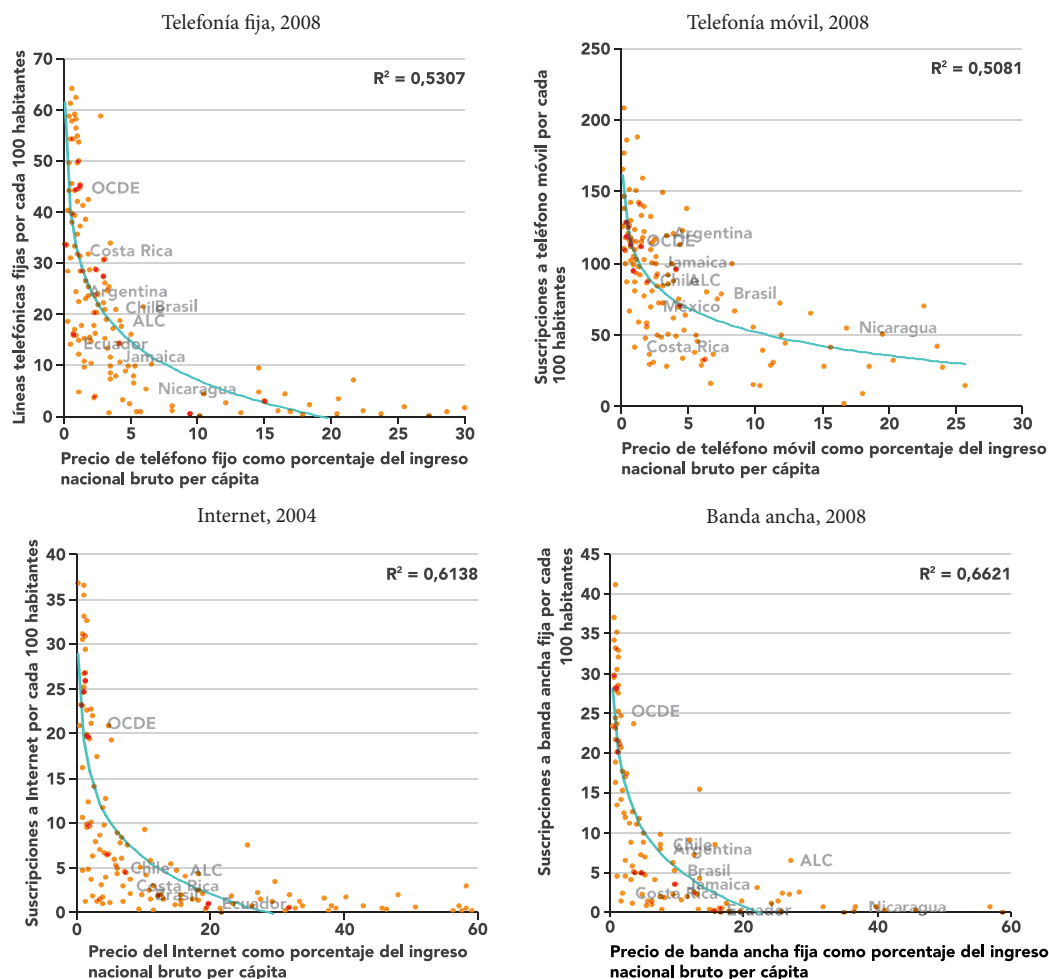 Telefonía fija, 2008
Líneas telefónicas fijas por cada 100 habitantes
70
60
50
40
30
20
10
0
R² = 0,5307
OCDE
Costa Rica
Argentina
Chile
Brasil
ALC
Ecuador
Jamaica
Nicaragua
0 5 10 15 20 25 30
Precio de teléfono fijo como porcentaje del ingreso
nacional bruto per cápita
Telefonía móvil, 2008
Suscripciones a teléfono móvil por cada
100 habitantes
250
200
150
100
50
0
R² = 0,5081
Argentina
OCDE
Jamaica
Chile
ALC
México
Brasil
Costa Rica
Nicaragua
0 5 10 15 20 25 30
Precio de teléfono móvil como porcentaje del ingreso
nacional bruto per cápita
Internet, 2004
Suscripciones a Internet por cada 100 habitantes
40
35
30
25
20
15
10
5
0
R² = 0,6138
OCDE
Chile
ALC
Costa Rica
Brasil
Ecuador
0 10 20 30 40 50 60
Precio del Internet como porcentaje del ingreso
nacional bruto per cápita
Banda ancha, 2008
Suscripciones a banda ancha fija por cada
100 habitantes
45
40
35
30
25
20
15
10
5
0
R² = 0,6621
OCDE
Chile
Argentina
ALC
Brasil
Jamaica
Costa Rica
Ecuador
Nicaragua
0 10 20 30 40 50 60
Precio de banda ancha fija como porcentaje del ingreso
nacional bruto per cápita